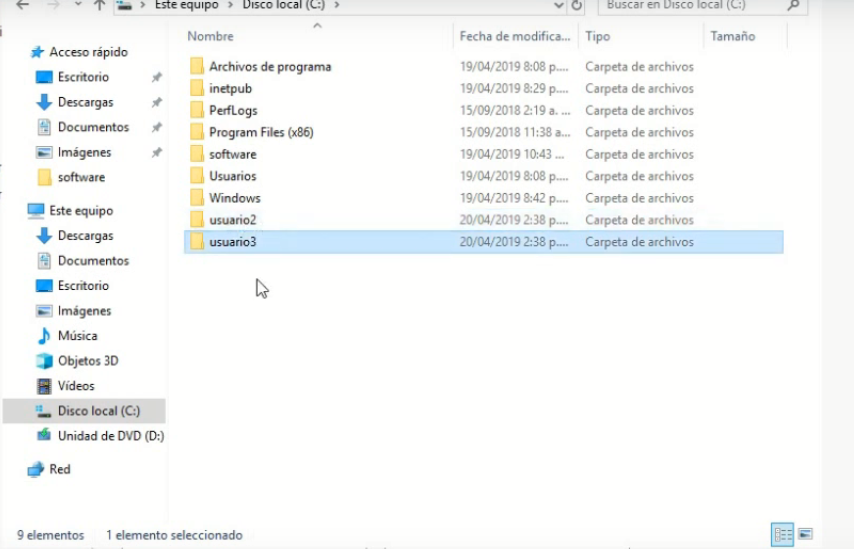 Este equipo > Disco local (C:) >
Buscar en Disco local (C:)
Nombre Fecha de modifica... Tipo Tamaño
Acceso rápido
Escritorio
Descargas
Documentos
Imágenes
software
Este equipo
Descargas
Documentos
Escritorio
Imágenes
Música
Objetos 3D
Vídeos
Disco local (C:)
Unidad de DVD (D:)
Red
Archivos de programa 19/04/2019 8:08 p.... Carpeta de archivos
inetpub 19/04/2019 8:29 p.... Carpeta de archivos
PerfLogs 15/09/2018 2:19 a. ... Carpeta de archivos
Program Files (x86) 15/09/2018 11:38 a... Carpeta de archivos
software 19/04/2019 10:43 ... Carpeta de archivos
Usuarios 19/04/2019 8:08 p.... Carpeta de archivos
Windows 19/04/2019 8:42 p.... Carpeta de archivos
usuario2 20/04/2019 2:38 p.... Carpeta de archivos
usuario3 20/04/2019 2:38 p.... Carpeta de archivos
9 elementos 1 elemento seleccionado